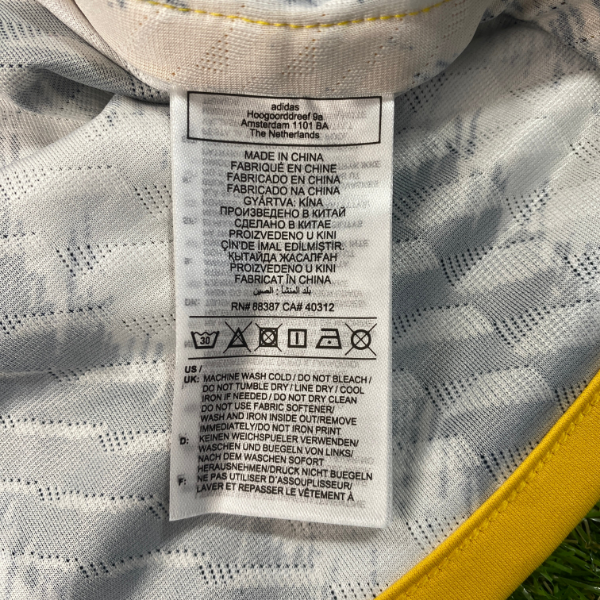 adidas
Hoogoorddreef 9a
Amsterdam 1101 BA
The Netherlands
MADE IN CHINA
FABRIQUÉ EN CHINE
FABRICADO EN CHINA
FABRICADO NA CHINA
GYÁRTVA: KÍNA
ПРОИЗВЕДЕНО В КИТАЙ
СДЕЛАНО В КИТАЕ
PROIZVEDENO U KINI
ÇİN'DE İMAL EDİLMİŞTİR.
ҚЫТАЙДА ЖАСАЛҒАН
PROIZVEDENO U KINI
FABRICAT ÎN CHINA
بلد المنشأ : الصين
RN# 88387 CA# 40312
30
US /
UK: MACHINE WASH COLD / DO NOT BLEACH /
DO NOT TUMBLE DRY / LINE DRY / COOL
IRON IF NEEDED / DO NOT DRY CLEAN
DO NOT USE FABRIC SOFTENER/
WASH AND IRON INSIDE OUT/REMOVE
IMMEDIATELY/DO NOT IRON PRINT
D: KEINEN WEICHSPUELER VERWENDEN/
WASCHEN UND BUEGELN VON LINKS/
NACH DEM WASCHEN SOFORT
HERAUSNEHMEN/DRUCK NICHT BUEGELN
F: NE PAS UTILISER D'ASSOUPLISEUR/
LAVER ET REPASSER LE VÊTEMENT À